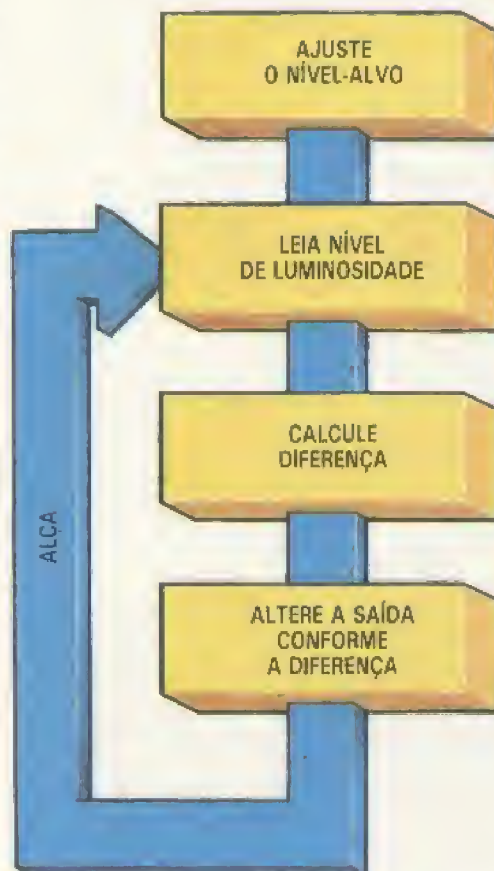 AJUSTE
O NÍVEL-ALVO
LEIA NÍVEL
DE LUMINOSIDADE
CALCULE
DIFERENÇA
ALTERE A SAÍDA
CONFORME
A DIFERENÇA
ALÇA